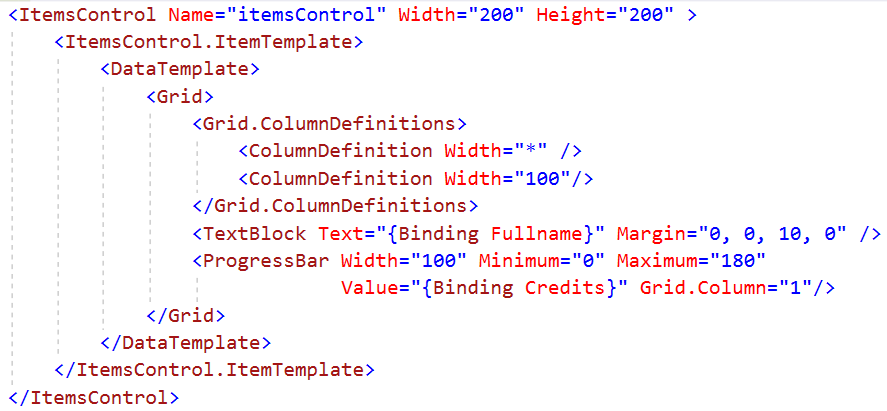 <ItemsControl Name="itemsControl" Width="200" Height="200" >
<ItemsControl.ItemTemplate>
<DataTemplate>
<Grid>
<Grid.ColumnDefinitions>
<ColumnDefinition Width="*" />
<ColumnDefinition Width="100"/>
</Grid.ColumnDefinitions>
<TextBlock Text="{Binding Fullname}" Margin="0, 0, 10, 0" />
<ProgressBar Width="100" Minimum="0" Maximum="180"
Value="{Binding Credits}" Grid.Column="1"/>
</Grid>
</DataTemplate>
</ItemsControl.ItemTemplate>
</ItemsControl>